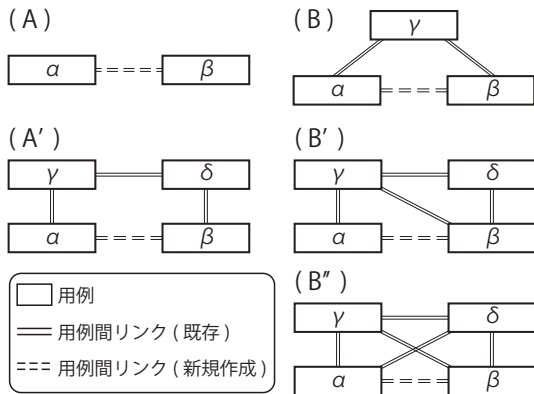 (A)
α β
(B)
γ
α β
(A′)
γ δ
α β
(B′)
γ δ
α β
(B″)
γ δ
α β
用例
用例間リンク(既存)
用例間リンク(新規作成)